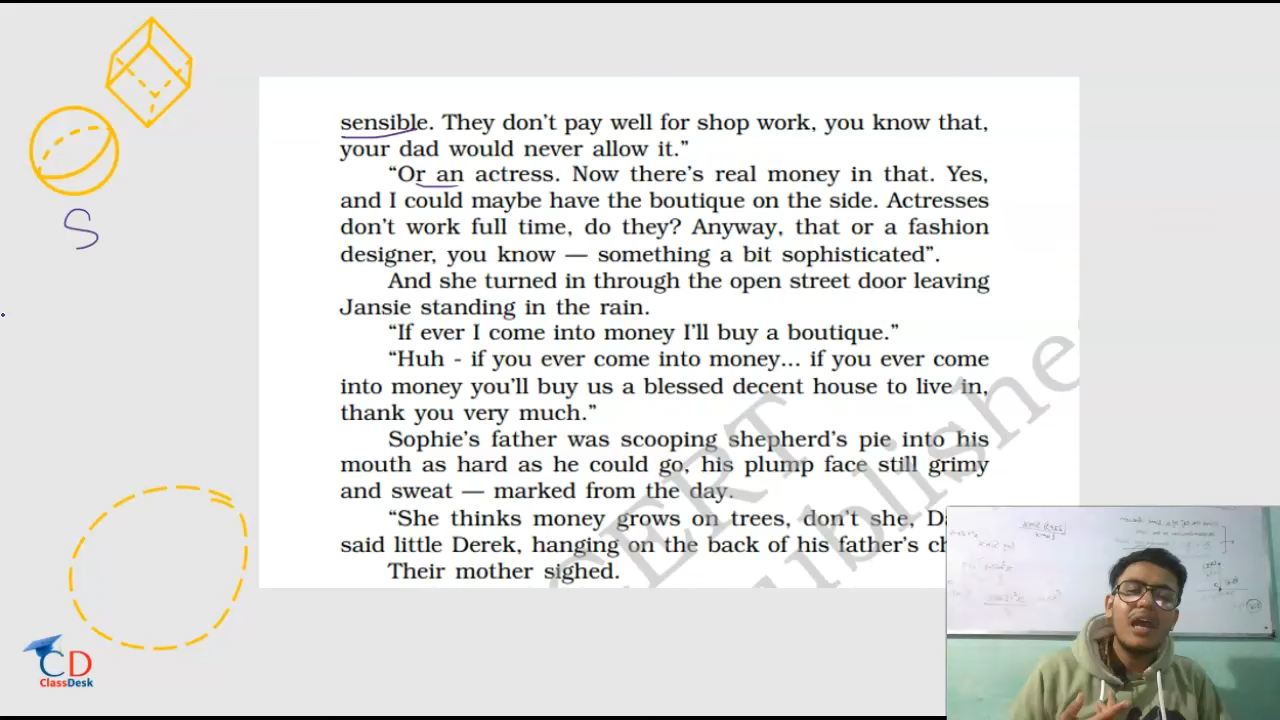 sensible. They don't pay well for shop work, you know that,
your dad would never allow it."
"Or an actress. Now there's real money in that. Yes,
and I could maybe have the boutique on the side. Actresses
don't work full time, do they? Anyway, that or a fashion
designer, you know — something a bit sophisticated".
And she turned in through the open street door leaving
Jansie standing in the rain.
"If ever I come into money I'll buy a boutique."
"Huh - if you ever come into money... if you ever come
into money you'll buy us a blessed decent house to live in,
thank you very much."
Sophie's father was scooping shepherd's pie into his
mouth as hard as he could go, his plump face still grimy
and sweat — marked from the day.
"She thinks money grows on trees, don't she,
said little Derek, hanging on the back of his father's
Their mother sighed.
S
CD
ClassDesk